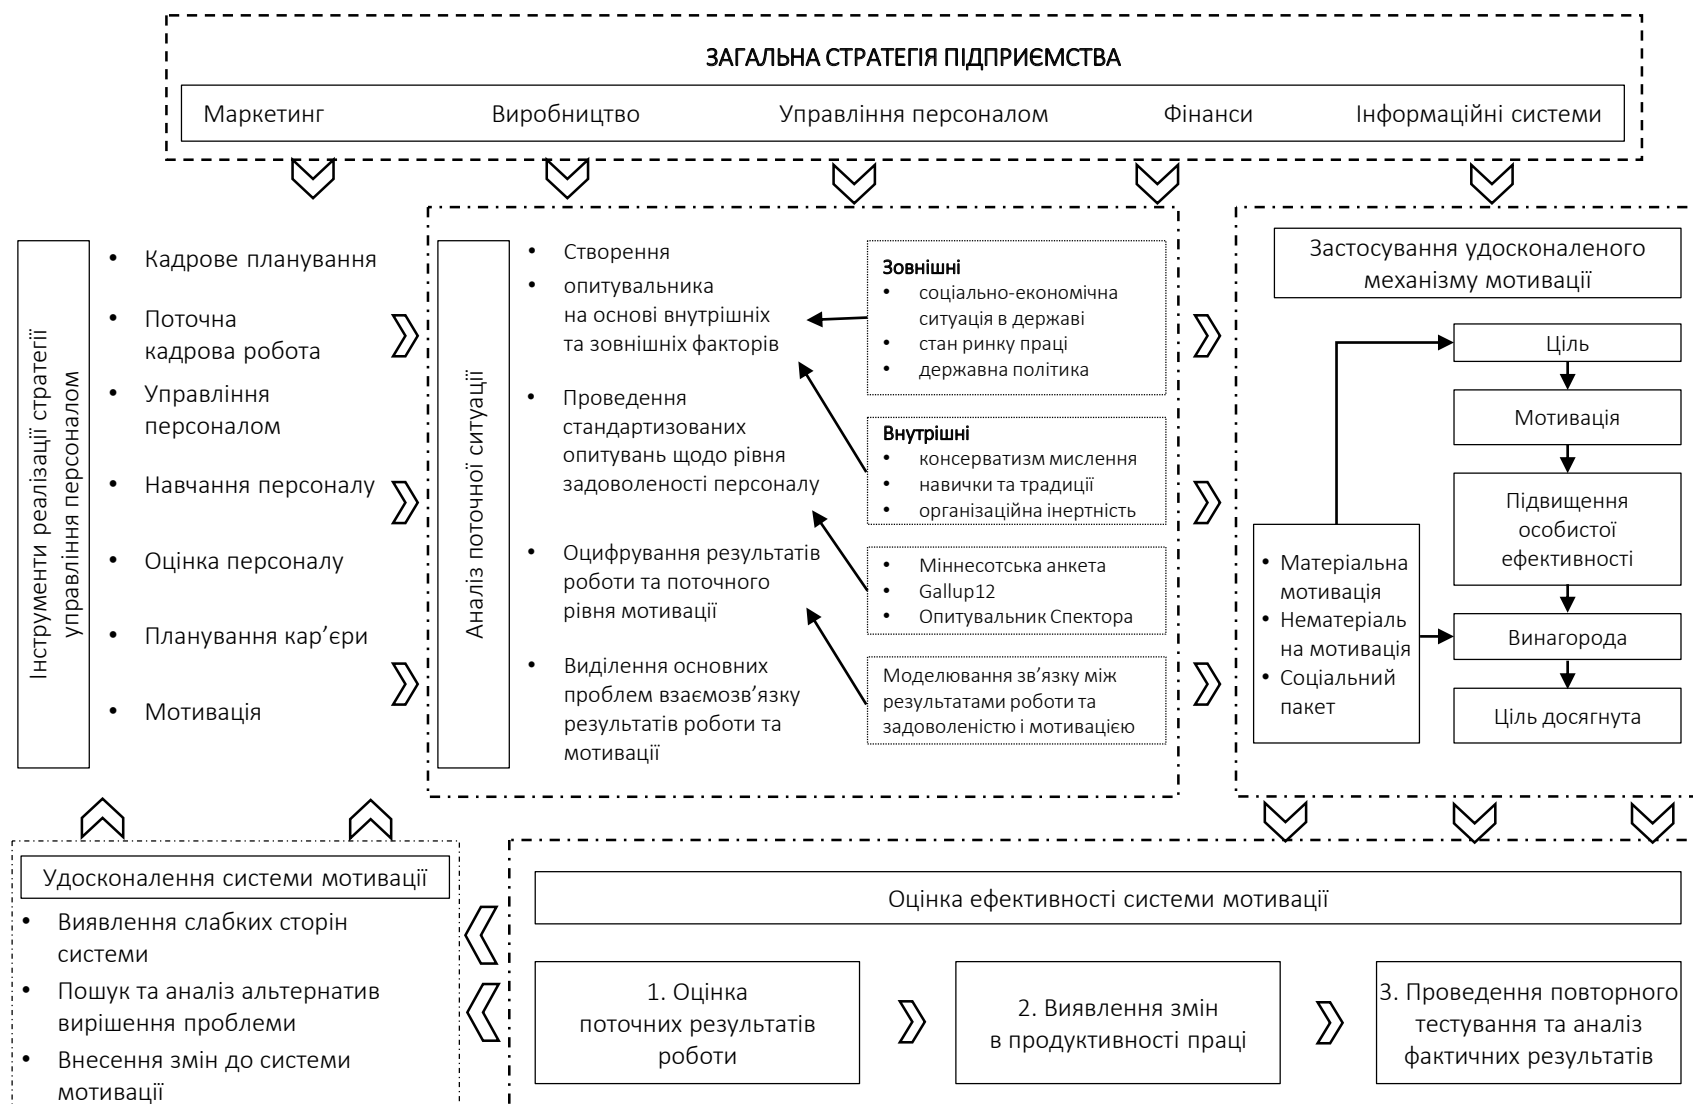 ЗАГАЛЬНА СТРАТЕГІЯ ПІДПРИЄМСТВА
Маркетинг
Виробництво
Управління персоналом
Фінанси
Інформаційні системи
Інструменти реалізації стратегії
управління персоналом
• Кадрове планування
• Поточна
кадрова робота
• Управління
персоналом
• Навчання персоналу
• Оцінка персоналу
• Планування кар’єри
• Мотивація
Аналіз поточної ситуації
• Створення
• опитувальника
на основі внутрішніх
та зовнішніх факторів
• Проведення
стандартизованих
опитувань щодо рівня
задоволеності персоналу
• Оцифрування результатів
роботи та поточного
рівня мотивації
• Виділення основних
проблем взаємозв’язку
результатів роботи та
мотивації
Зовнішні
• соціально-економічна
ситуація в державі
• стан ринку праці
• державна політика
Внутрішні
• консерватизм мислення
• навички та традиції
• організаційна інертність
• Міннесотська анкета
• Gallup12
• Опитувальник Спектора
Моделювання зв’язку між
результатами роботи та
задоволеністю і мотивацією
Застосування удосконаленого
механізму мотивації
• Матеріальна
мотивація
• Нематеріаль
на мотивація
• Соціальний
пакет
Ціль
Мотивація
Підвищення
особистої
ефективності
Винагорода
Ціль досягнута
Удосконалення системи мотивації
• Виявлення слабких сторін
системи
• Пошук та аналіз альтернатив
вирішення проблеми
• Внесення змін до системи
мотивації
Оцінка ефективності системи мотивації
1. Оцінка
поточних результатів
роботи
2. Виявлення змін
в продуктивності праці
3. Проведення повторного
тестування та аналіз
фактичних результатів